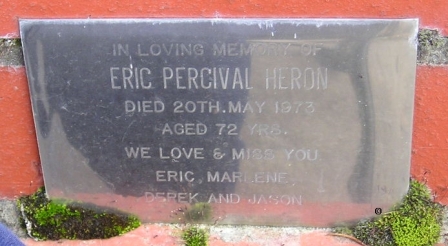 IN LOVING MEMORY OF
ERIC PERCIVAL HERON
DIED 20TH. MAY 1973
AGED 72 YRS.
WE LOVE & MISS YOU
ERIC, MARLENE,
DEREK AND JASON